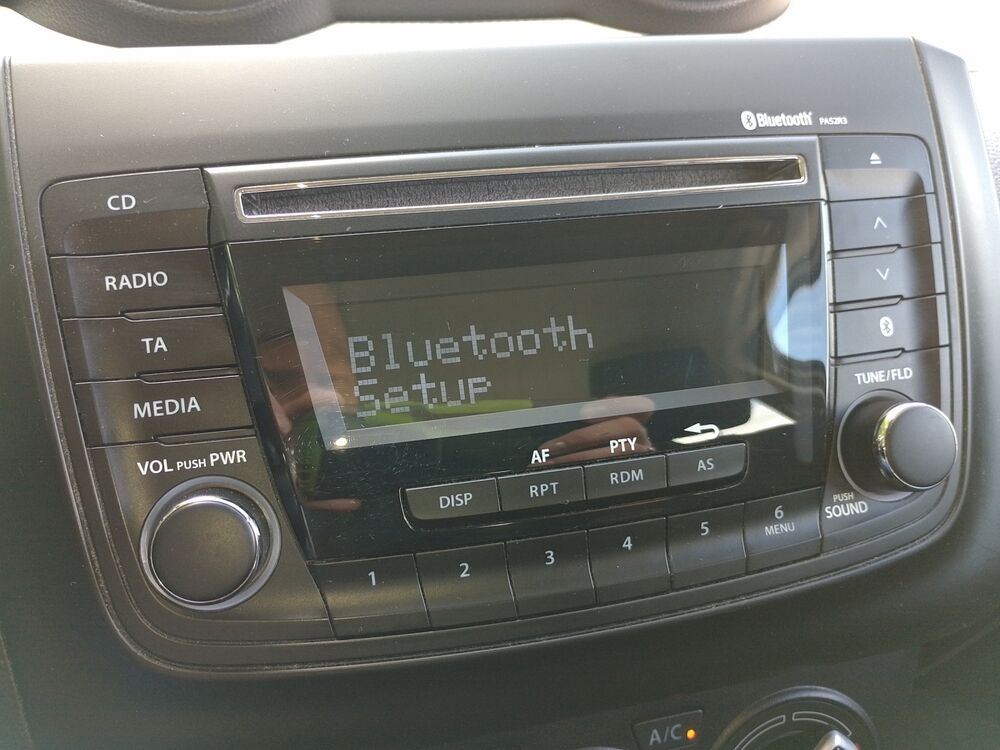 Bluetooth PA52R3
CD
RADIO
TA
MEDIA
VOL PUSH PWR
Bluetooth
Setup
TUNE/FLD
PUSH
SOUND
AF
PTY
DISP
RPT
RDM
AS
1
2
3
4
5
6
MENU
A/C